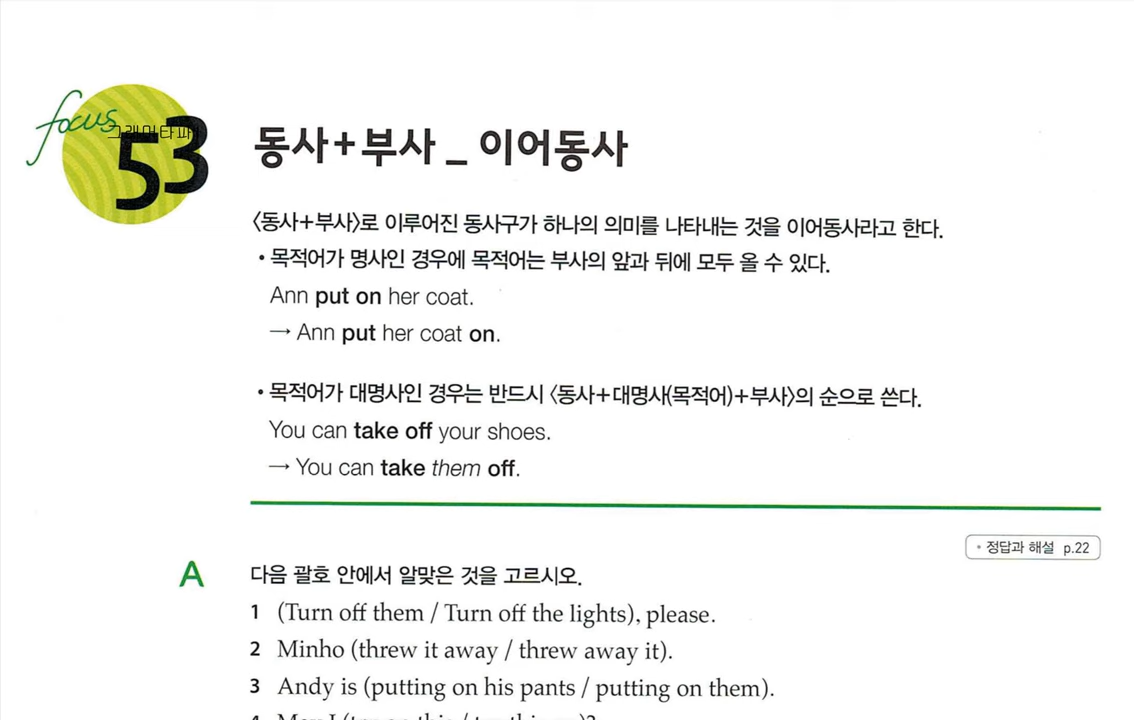 focus
그래머타파
53
동사+부사 _ 이어동사
〈동사+부사〉로 이루어진 동사구가 하나의 의미를 나타내는 것을 이어동사라고 한다.
• 목적어가 명사인 경우에 목적어는 부사의 앞과 뒤에 모두 올 수 있다.
Ann put on her coat.
→ Ann put her coat on.
• 목적어가 대명사인 경우는 반드시 〈동사+대명사(목적어)+부사〉의 순으로 쓴다.
You can take off your shoes.
→ You can take them off.
• 정답과 해설 p.22
A 다음 괄호 안에서 알맞은 것을 고르시오.
1 (Turn off them / Turn off the lights), please.
2 Minho (threw it away / threw away it).
3 Andy is (putting on his pants / putting on them).